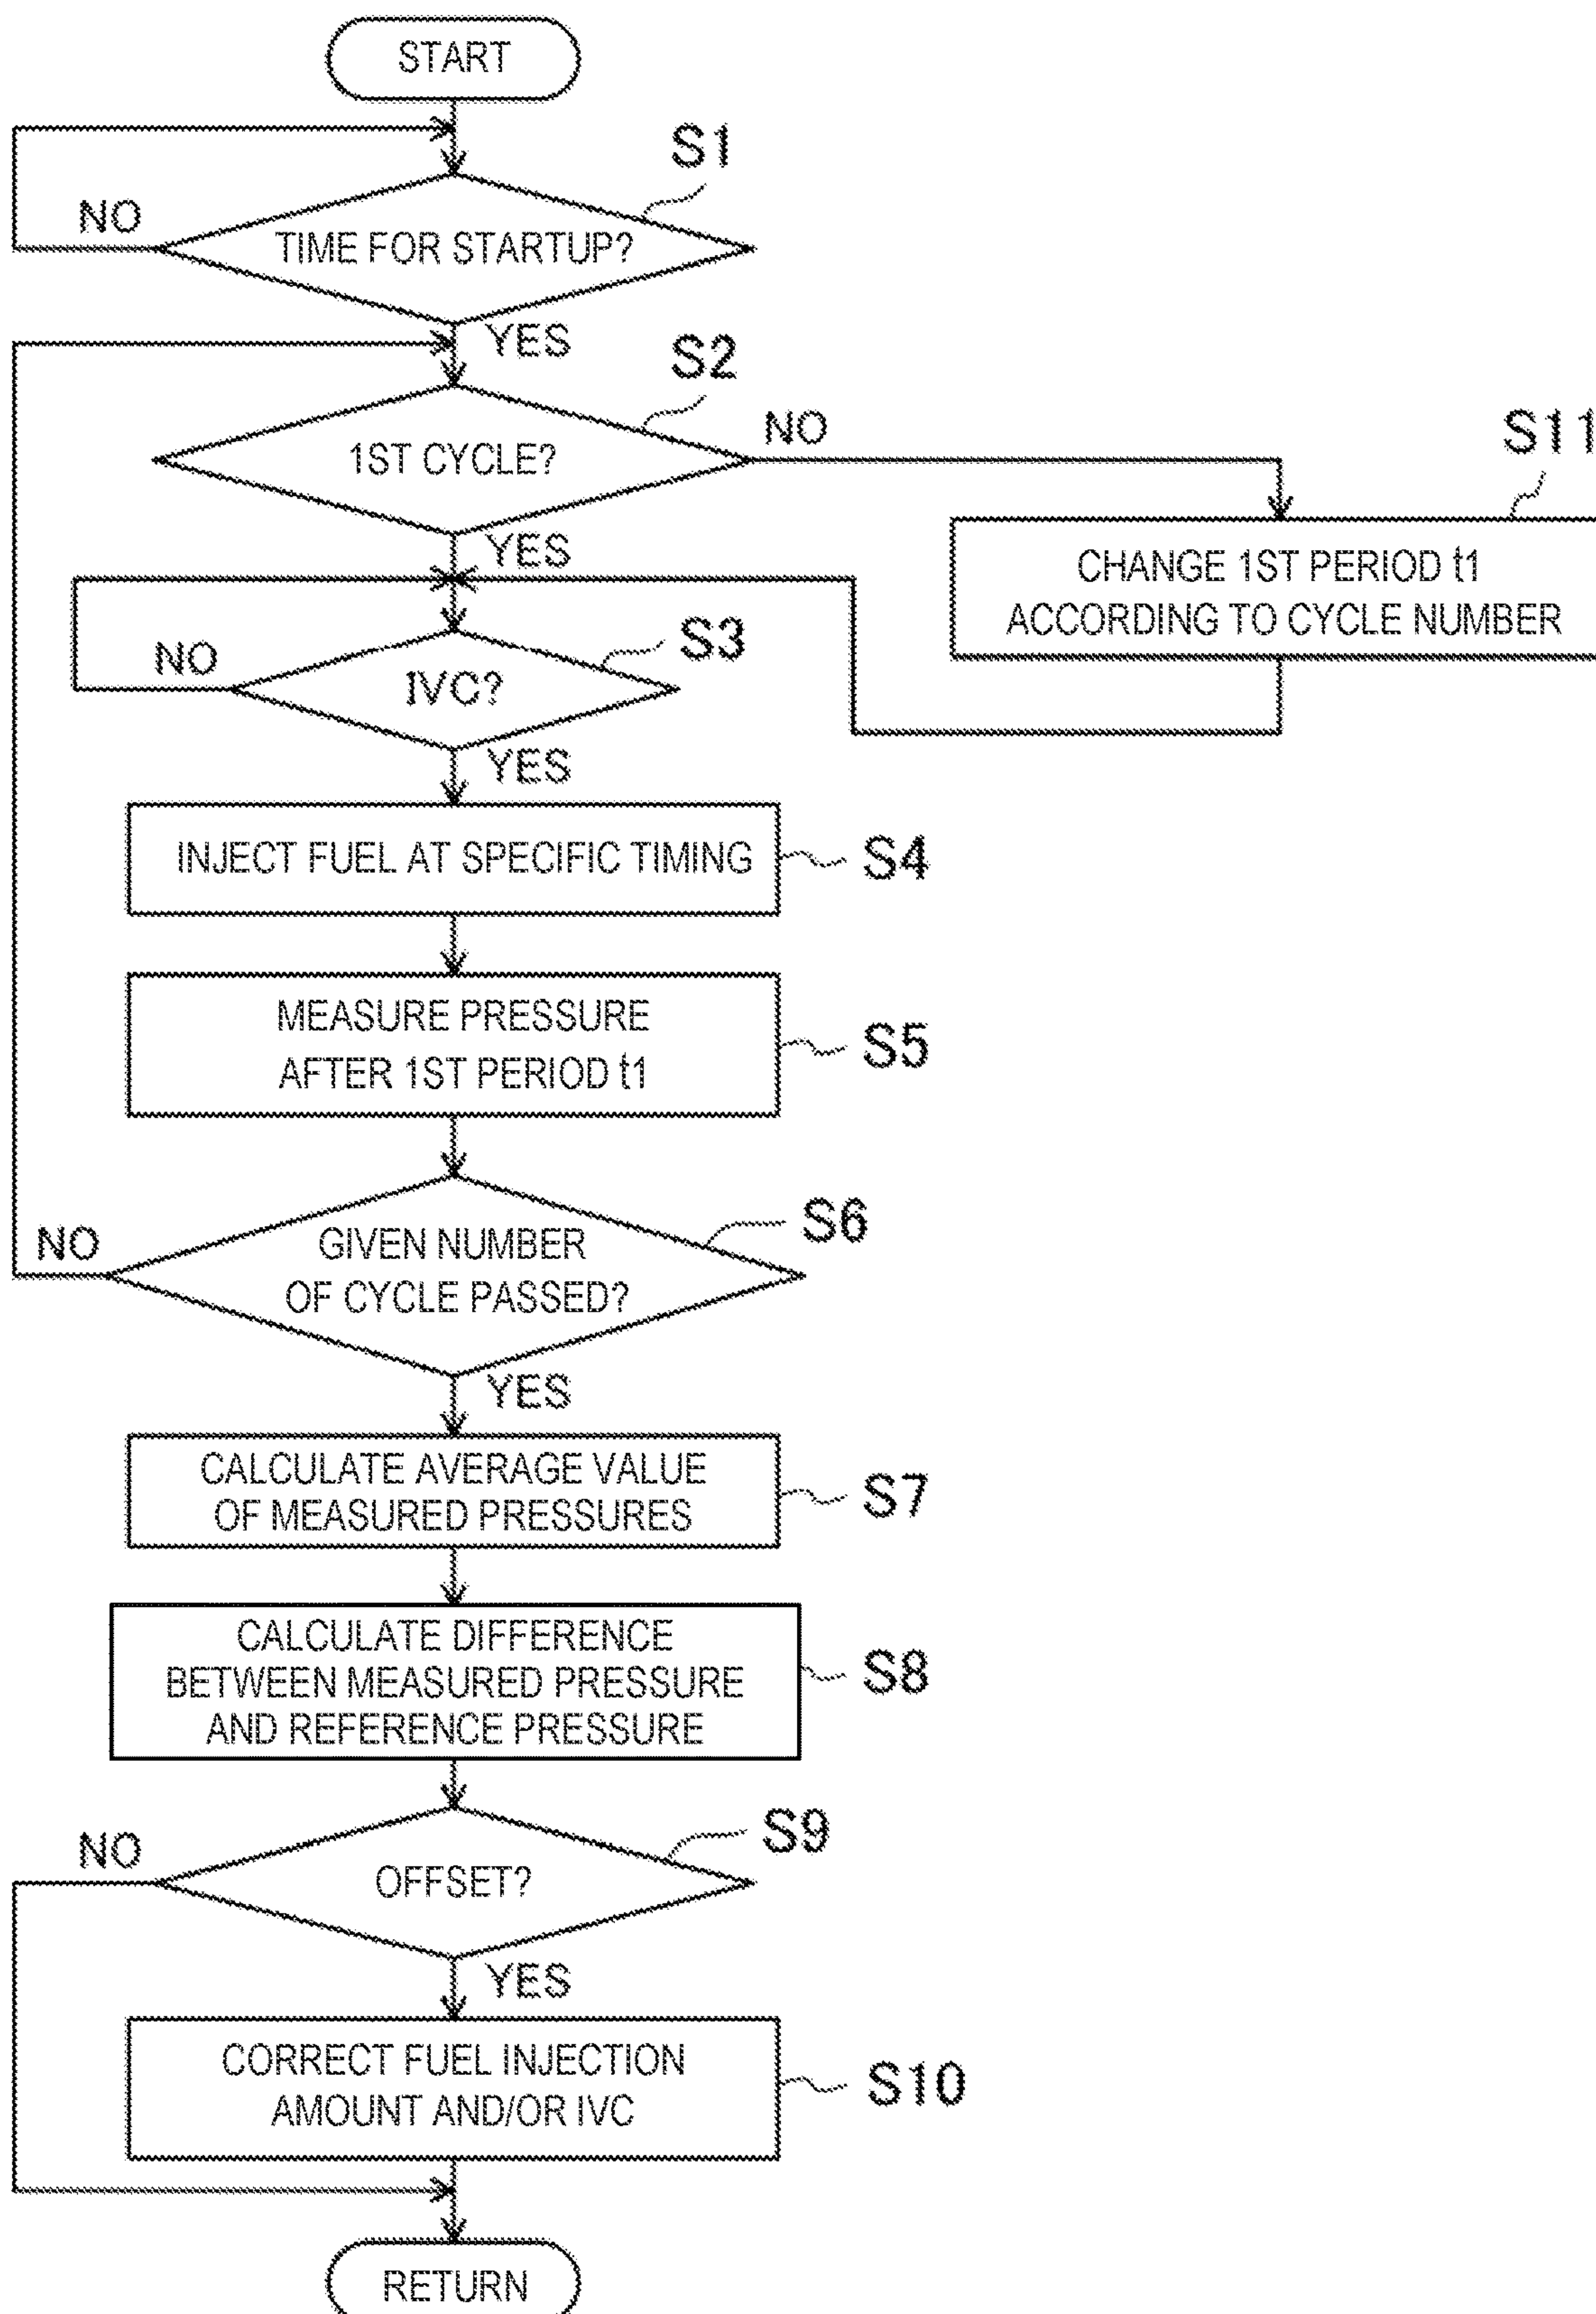 START
S1
NO
TIME FOR STARTUP?
YES
S2
NO
1ST CYCLE?
S11
YES
CHANGE 1ST PERIOD t1
ACCORDING TO CYCLE NUMBER
S3
NO
IVC?
YES
INJECT FUEL AT SPECIFIC TIMING
S4
MEASURE PRESSURE
AFTER 1ST PERIOD t1
S5
S6
NO
GIVEN NUMBER
OF CYCLE PASSED?
YES
CALCULATE AVERAGE VALUE
OF MEASURED PRESSURES
S7
CALCULATE DIFFERENCE
BETWEEN MEASURED PRESSURE
AND REFERENCE PRESSURE
S8
S9
NO
OFFSET?
YES
CORRECT FUEL INJECTION
AMOUNT AND/OR IVC
S10
RETURN